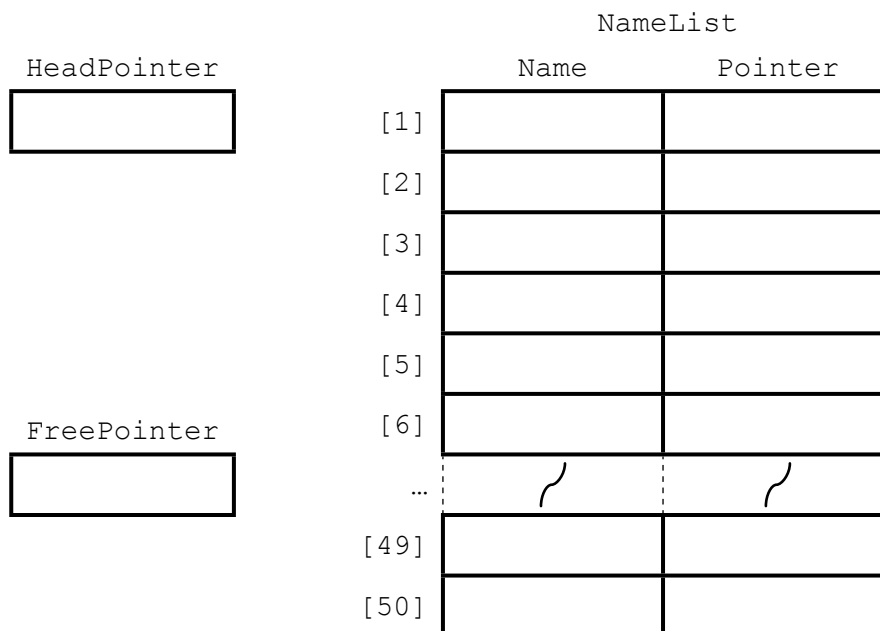 NameList
HeadPointer Name Pointer
[1]
[2]
[3]
[4]
[5]
FreePointer [6]
…
[49]
[50]